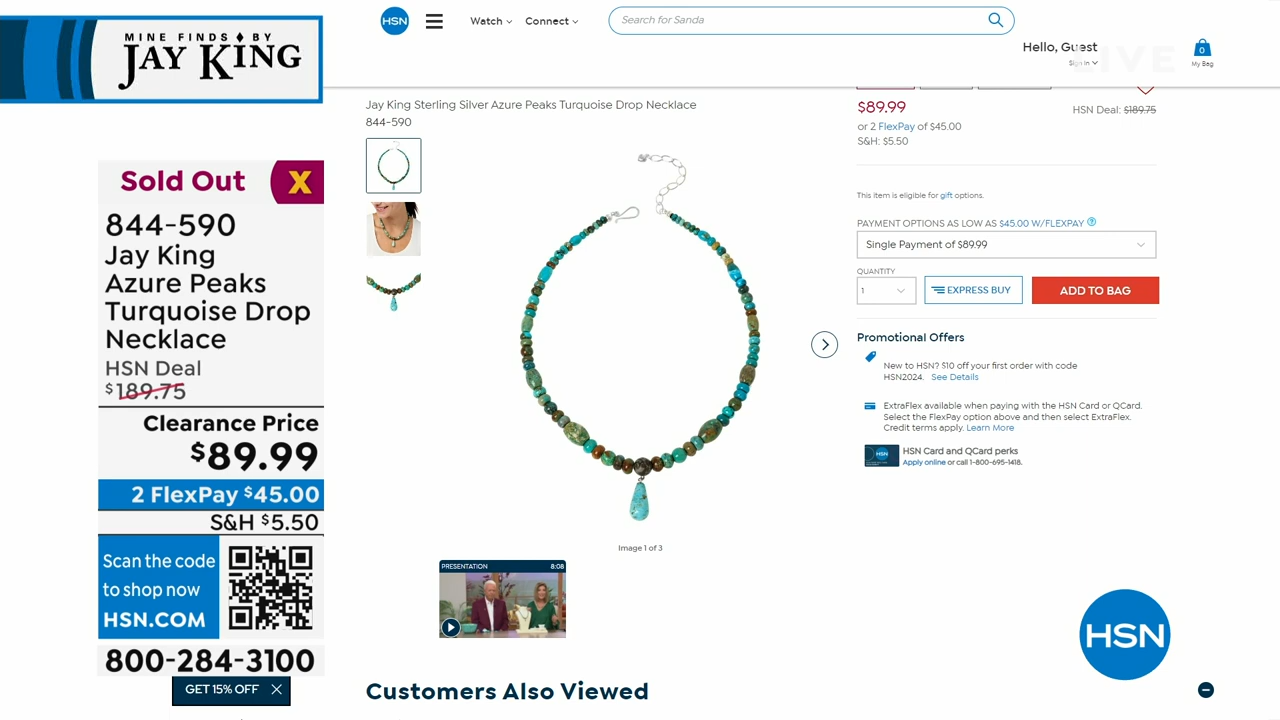 MINE FINDS BY
JAY KING
Sold Out
X
844-590
Jay King
Azure Peaks
Turquoise Drop
Necklace
HSN Deal
$189.75
Clearance Price
$89.99
2 FlexPay $45.00
S&H $5.50
Scan the code
to shop now
HSN.COM
800-284-3100
GET 15% OFF
HSN
Watch
Connect
Search for Sanda
Hello, Guest
Sign In
LIVE
0
My Bag
Jay King Sterling Silver Azure Peaks Turquoise Drop Necklace
844-590
Image 1 of 3
PRESENTATION 8:08
$89.99
HSN Deal: $189.75
or 2 FlexPay of $45.00
S&H: $5.50
This item is eligible for gift options.
PAYMENT OPTIONS AS LOW AS $45.00 W/FLEXPAY
Single Payment of $89.99
QUANTITY
1
EXPRESS BUY
ADD TO BAG
Promotional Offers
New to HSN? $10 off your first order with code
HSN2024. See Details
ExtraFlex available when paying with the HSN Card or QCard.
Select the FlexPay option above and then select ExtraFlex.
Credit terms apply. Learn More
HSN
HSN Card and QCard perks
Apply online or call 1-800-695-1418.
HSN
Customers Also Viewed